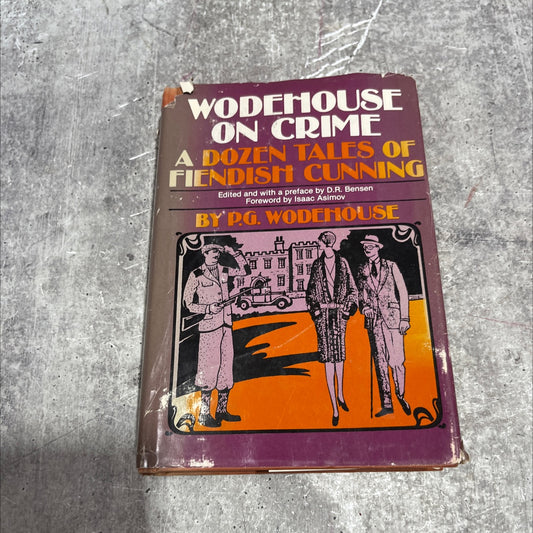 WODEHOUSE
ON CRIME
A DOZEN TALES OF
FIENDISH CUNNING
Edited and with a preface by D.R. Bensen
Foreword by Isaac Asimov
BY P.G. WODEHOUSE